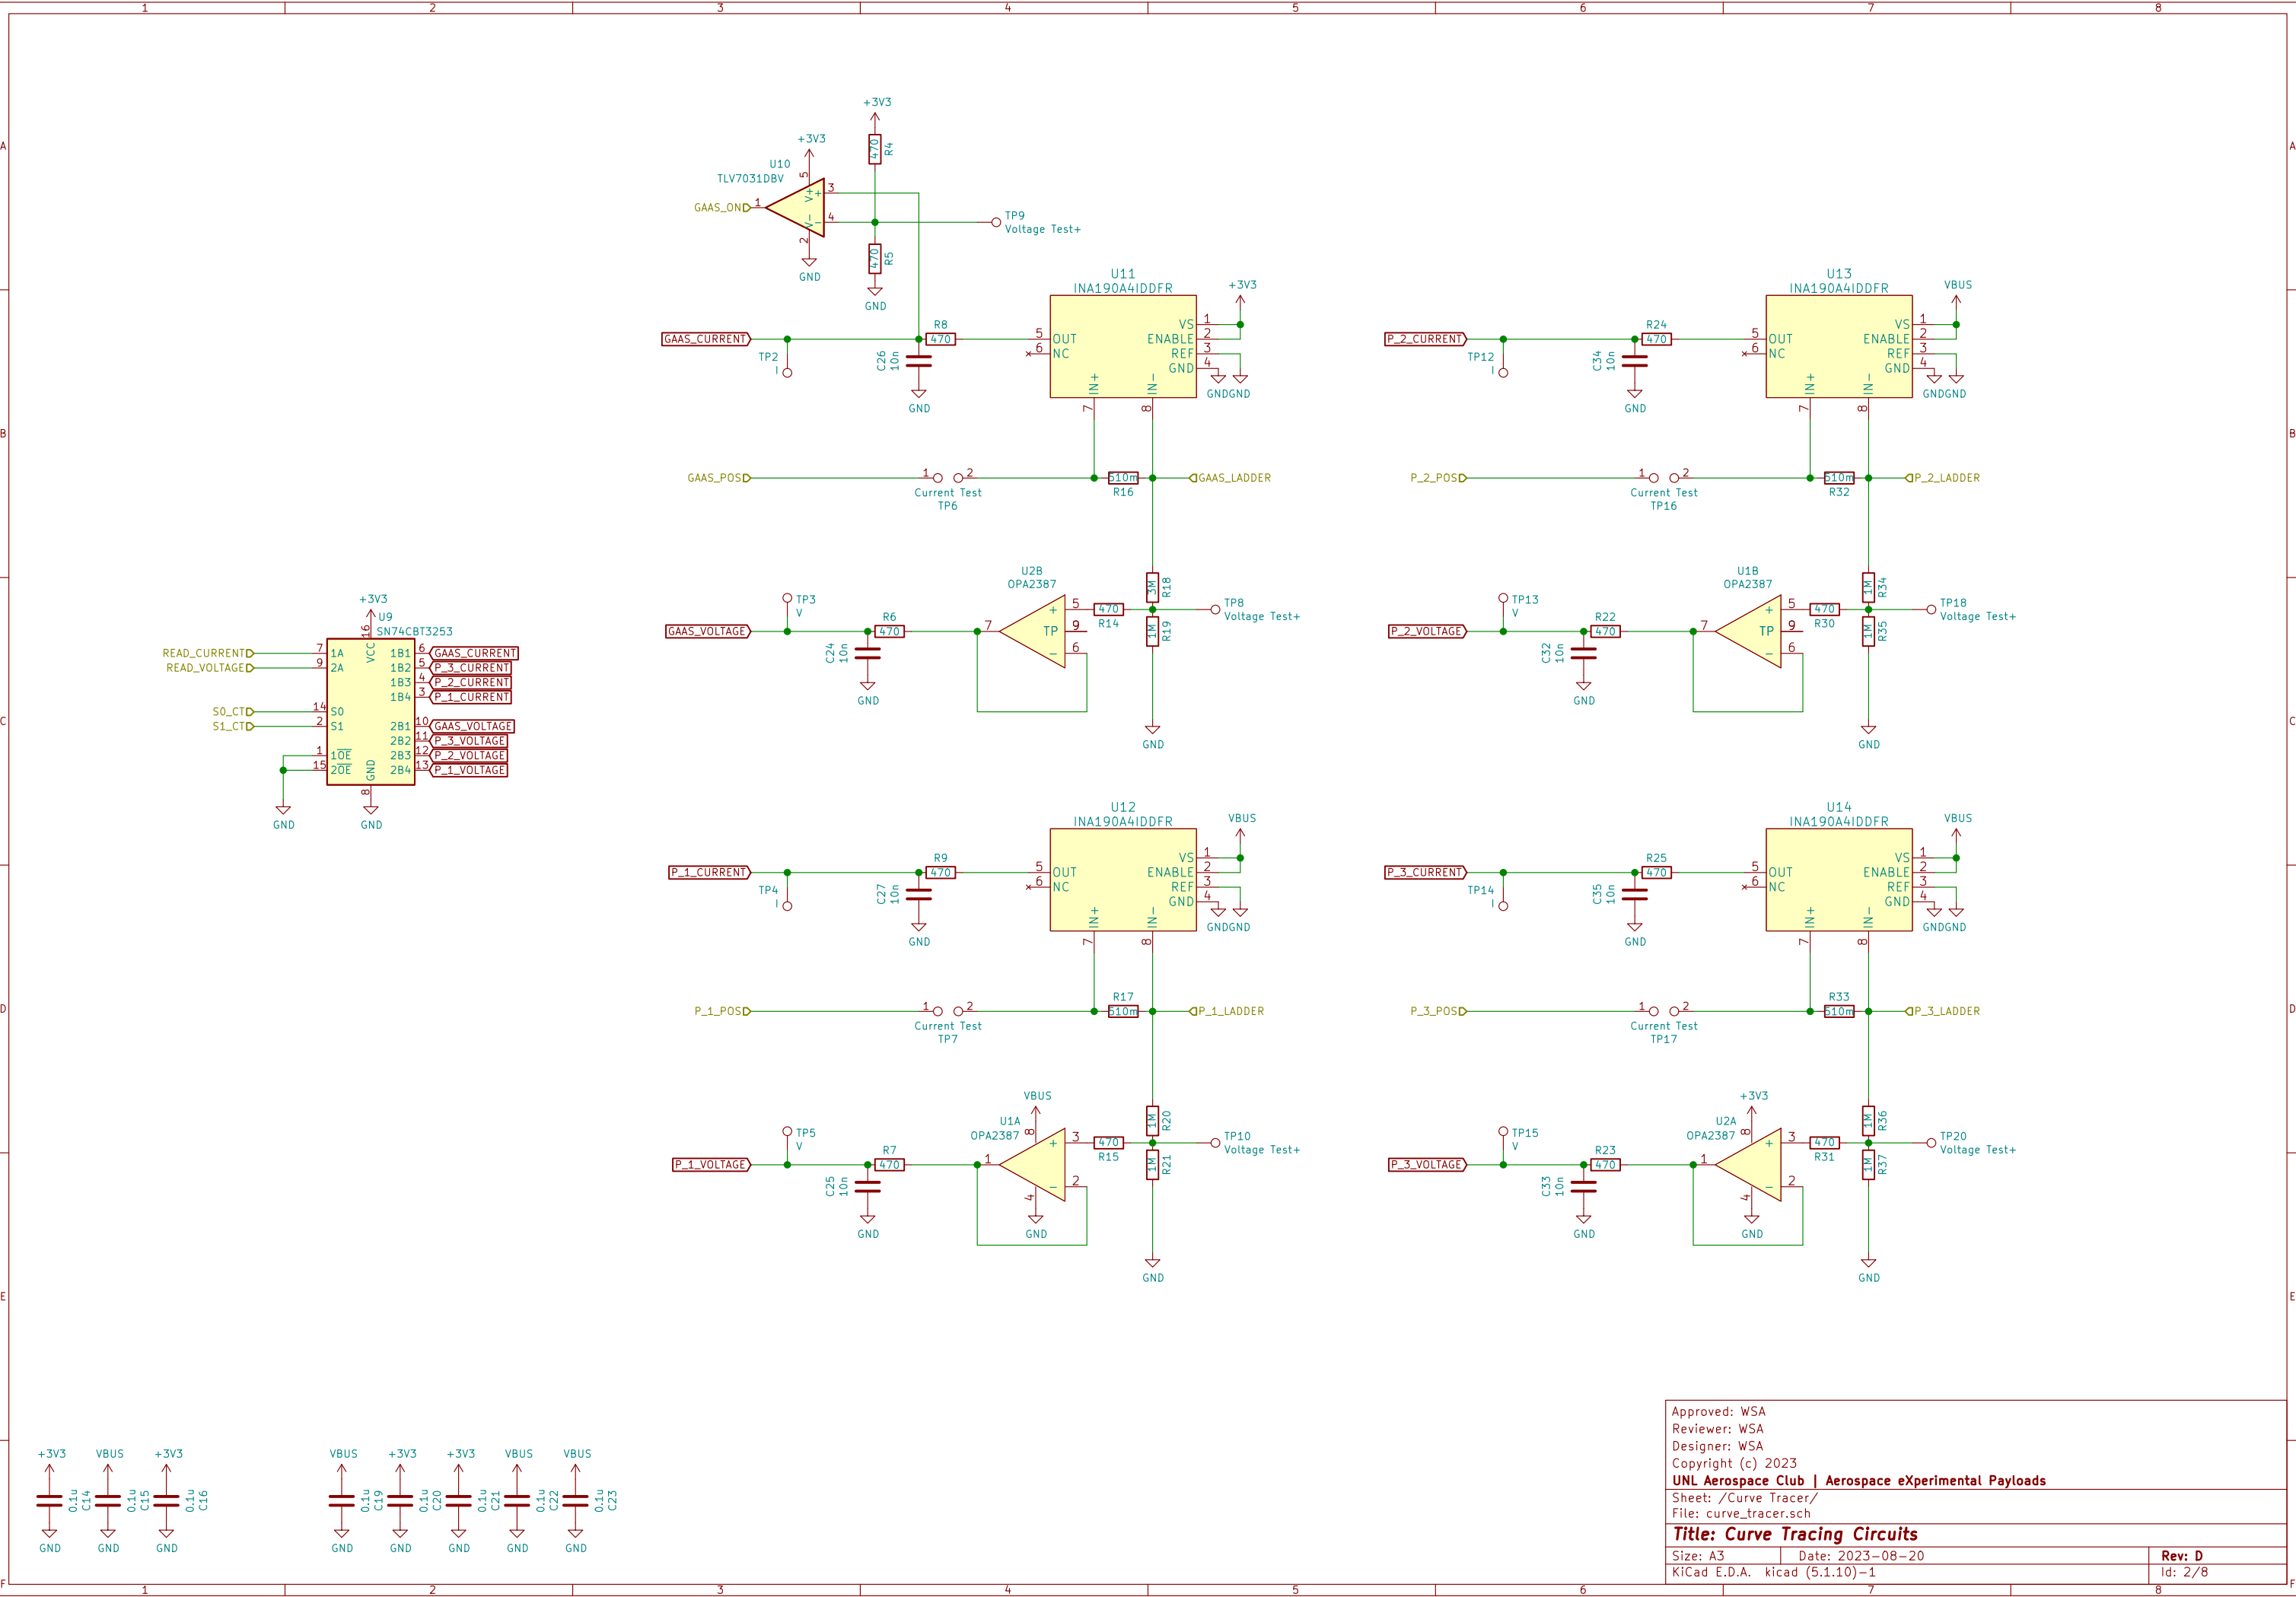 1 2 3 4 5 6 7 8
A
B
C
D
E
F
A
B
C
D
E
F
+3V3
470 R4
+3V3
U10
TLV7031DBV
GAAS_ON 1 5 V+ + 3
V- - 4
2
GND
TP9
Voltage Test+
470 R5
GND
U11
INA190A4IDDFR
+3V3
GAAS_CURRENT
TP2
I
R8
470
C26 10n
GND
5 OUT
6 NC
VS 1
ENABLE 2
REF 3
GND 4
IN+ 7
IN- 8
GND GND
GAAS_POS
1 2
Current Test
TP6
510m
R16
GAAS_LADDER
U2B
OPA2387
1M R18
3M
TP3
V
GAAS_VOLTAGE
R6
470
C24 10n
GND
7 + 5
TP 9
- 6
470
R14
TP8
Voltage Test+
1M R19
GND
U13
INA190A4IDDFR
VBUS
P_2_CURRENT
TP12
I
R24
470
C34 10n
GND
5 OUT
6 NC
VS 1
ENABLE 2
REF 3
GND 4
IN+ 7
IN- 8
GND GND
P_2_POS
1 2
Current Test
TP16
510m
R32
P_2_LADDER
U1B
OPA2387
1M R34
TP13
V
P_2_VOLTAGE
R22
470
C32 10n
GND
7 + 5
TP 9
- 6
470
R30
TP18
Voltage Test+
1M R35
GND
+3V3
U9
SN74CBT3253
READ_CURRENT 7 1A
READ_VOLTAGE 9 2A
S0_CT 14 S0
S1_CT 2 S1
1 1OE
15 2OE
VCC 16
GND 8
1B1 6 GAAS_CURRENT
1B2 5 P_3_CURRENT
1B3 4 P_2_CURRENT
1B4 3 P_1_CURRENT
2B1 10 GAAS_VOLTAGE
2B2 11 P_3_VOLTAGE
2B3 12 P_2_VOLTAGE
2B4 13 P_1_VOLTAGE
GND
GND
U12
INA190A4IDDFR
VBUS
P_1_CURRENT
TP4
I
R9
470
C27 10n
GND
5 OUT
6 NC
VS 1
ENABLE 2
REF 3
GND 4
IN+ 7
IN- 8
GND GND
P_1_POS
1 2
Current Test
TP7
R17
510m
P_1_LADDER
VBUS
U1A
OPA2387
1M R20
TP5
V
P_1_VOLTAGE
R7
470
C25 10n
GND
1 + 3
- 2
8
4
GND
470
R15
TP10
Voltage Test+
1M R21
GND
U14
INA190A4IDDFR
VBUS
P_3_CURRENT
TP14
I
R25
470
C35 10n
GND
5 OUT
6 NC
VS 1
ENABLE 2
REF 3
GND 4
IN+ 7
IN- 8
GND GND
P_3_POS
1 2
Current Test
TP17
R33
510m
P_3_LADDER
+3V3
U2A
OPA2387
1M R36
TP15
V
P_3_VOLTAGE
R23
470
C33 10n
GND
1 + 3
- 2
8
4
GND
470
R31
TP20
Voltage Test+
1M R37
GND
+3V3 VBUS +3V3 VBUS +3V3 +3V3 VBUS VBUS
0.1u C14
0.1u C15
0.1u C16
0.1u C19
0.1u C20
0.1u C21
0.1u C22
0.1u C23
GND GND GND GND GND GND GND GND
Approved: WSA
Reviewer: WSA
Designer: WSA
Copyright (c) 2023
UNL Aerospace Club | Aerospace eXperimental Payloads
Sheet: /Curve Tracer/
File: curve_tracer.sch
Title: Curve Tracing Circuits
Size: A3 Date: 2023-08-20 Rev: D
KiCad E.D.A. kicad (5.1.10)-1 Id: 2/8
1 2 3 4 5 6 7 8